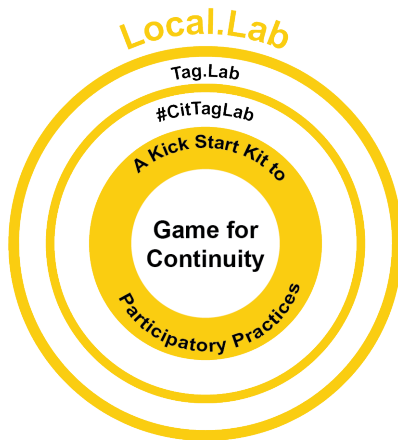 Local.Lab
Tag.Lab
#CitTagLab
A Kick Start Kit to
Game for
Continuity
Participatory Practices